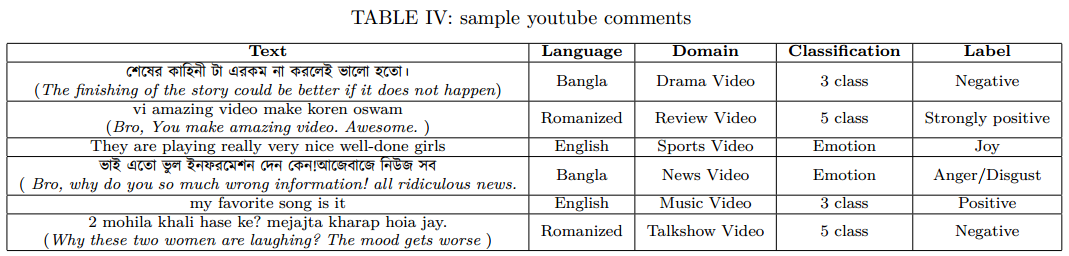 TABLE IV: sample youtube comments
Text Language Domain Classification Label
শেষের কাহিনী টা এরকম না করলেই ভালো হতো।
(The finishing of the story could be better if it does not happen) Bangla Drama Video 3 class Negative
vi amazing video make koren oswam
(Bro, You make amazing video. Awesome. ) Romanized Review Video 5 class Strongly positive
They are playing really very nice well-done girls English Sports Video Emotion Joy
ভাই এতো ভুল ইনফরমেশন দেন কেন!আজেবাজে নিউজ সব
( Bro, why do you so much wrong information! all ridiculous news. Bangla News Video Emotion Anger/Disgust
my favorite song is it English Music Video 3 class Positive
2 mohila khali hase ke? mejajta kharap hoia jay.
(Why these two women are laughing? The mood gets worse ) Romanized Talkshow Video 5 class Negative